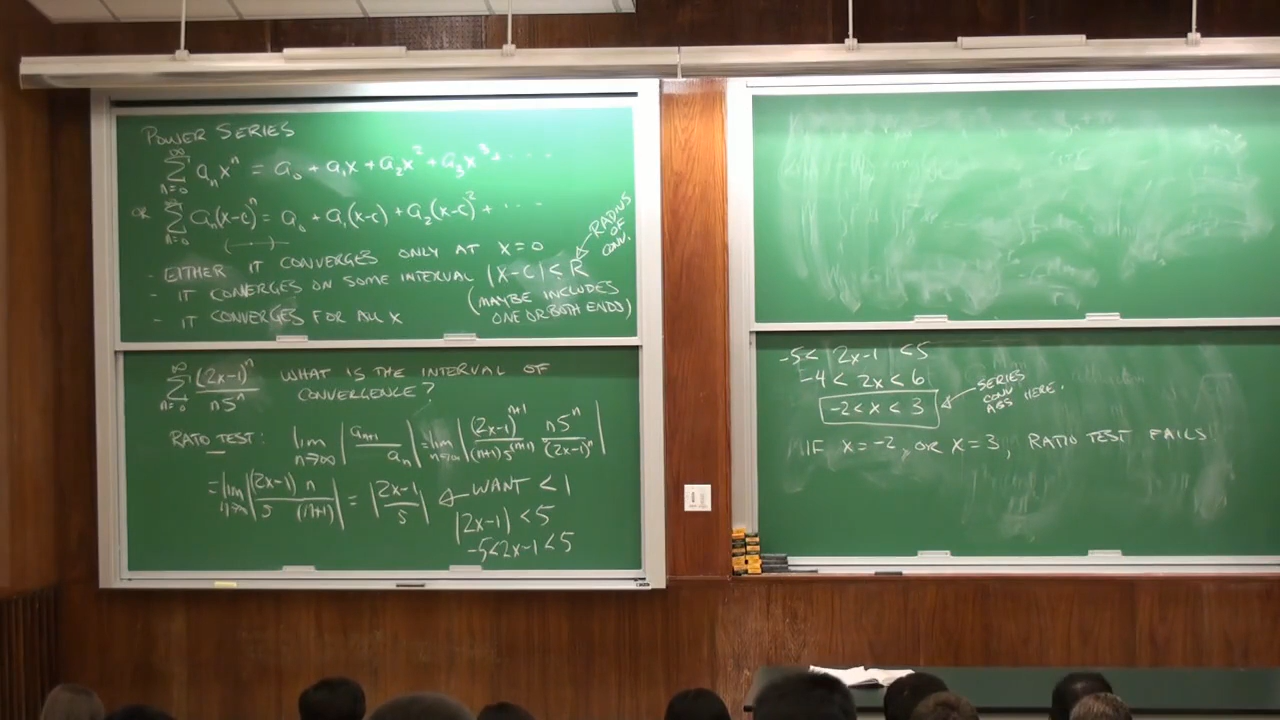 POWER SERIES
∞ Σ n=0 aₙxⁿ = a₀ + a₁x + a₂x² + a₃x³ + · · · ·
OR ∞ Σ n=0 aₙ(x-c)ⁿ = a₀ + a₁(x-c) + a₂(x-c)² + · · ·
- EITHER IT CONVERGES ONLY AT x=0
- IT CONVERGES ON SOME INTERVAL |x-c| ≤ R
RADIUS OF CONV.
(MAYBE INCLUDES
ONE OR BOTH ENDS)
- IT CONVERGES FOR ALL x
∞ Σ n=0 (2x-1)ⁿ / n5ⁿ WHAT IS THE INTERVAL OF
CONVERGENCE?
RATIO TEST: lim n→∞ |aₙ₊₁ / aₙ| = lim n→∞ |(2x-1)ⁿ⁺¹ / (n+1)5ⁿ⁺¹ n5ⁿ / (2x-1)ⁿ|
= lim n→∞ |(2x-1) n / 5 (n+1)| = |2x-1 / 5| ← WANT < 1
|2x-1| < 5
-5<2x-1<5
-5< 2x-1 <5
-4 < 2x < 6
-2 < x < 3
SERIES
CONV
ABS HERE.
IF x=-2, OR x=3, RATIO TEST FAILS